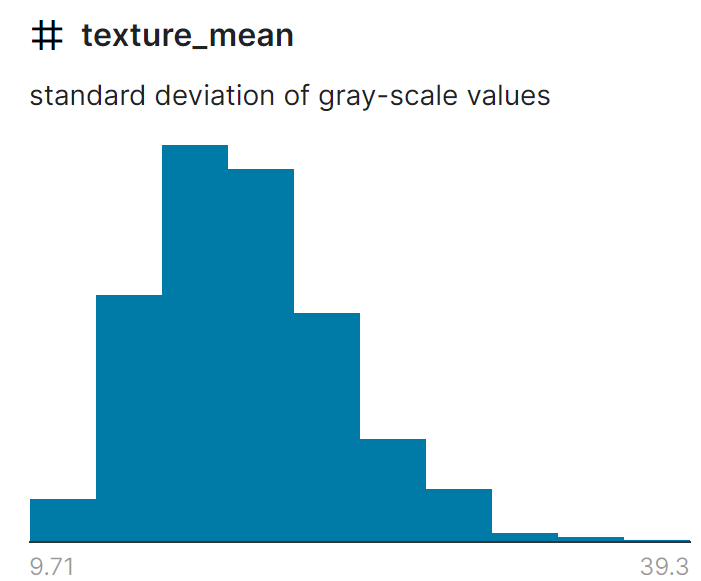 # texture_mean
standard deviation of gray-scale values
9.71 39.3